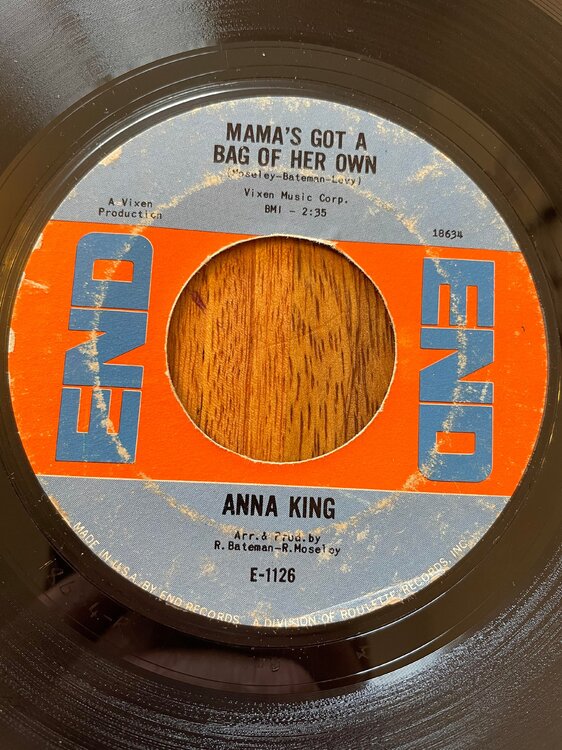 MAMA'S GOT A
BAG OF HER OWN
(Moseley-Bateman-Levy)
Vixen Music Corp.
BMI - 2:35
A Vixen
Production
18634
END
END
ANNA KING
Arr.& Prod.by
R.Bateman-R.Moseley
E-1126
MADE IN U.S.A. BY END RECORDS, A DIVISION OF ROULETTE RECORDS, INC.